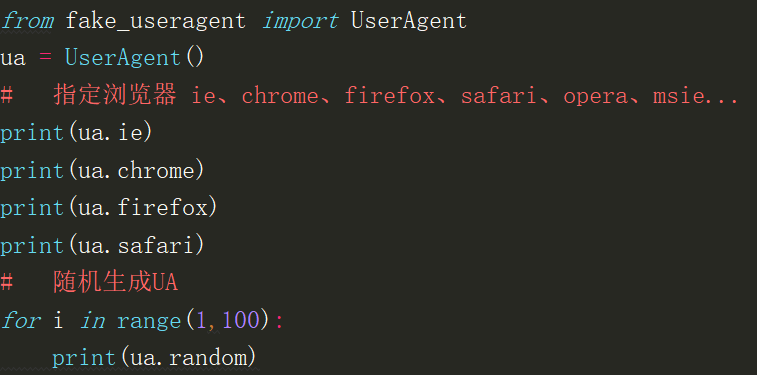 from fake_useragent import UserAgent
ua = UserAgent()
#   指定浏览器 ie、chrome、firefox、safari、opera、msie...
print(ua.ie)
print(ua.chrome)
print(ua.firefox)
print(ua.safari)
#   随机生成UA
for i in range(1,100):
    print(ua.random)